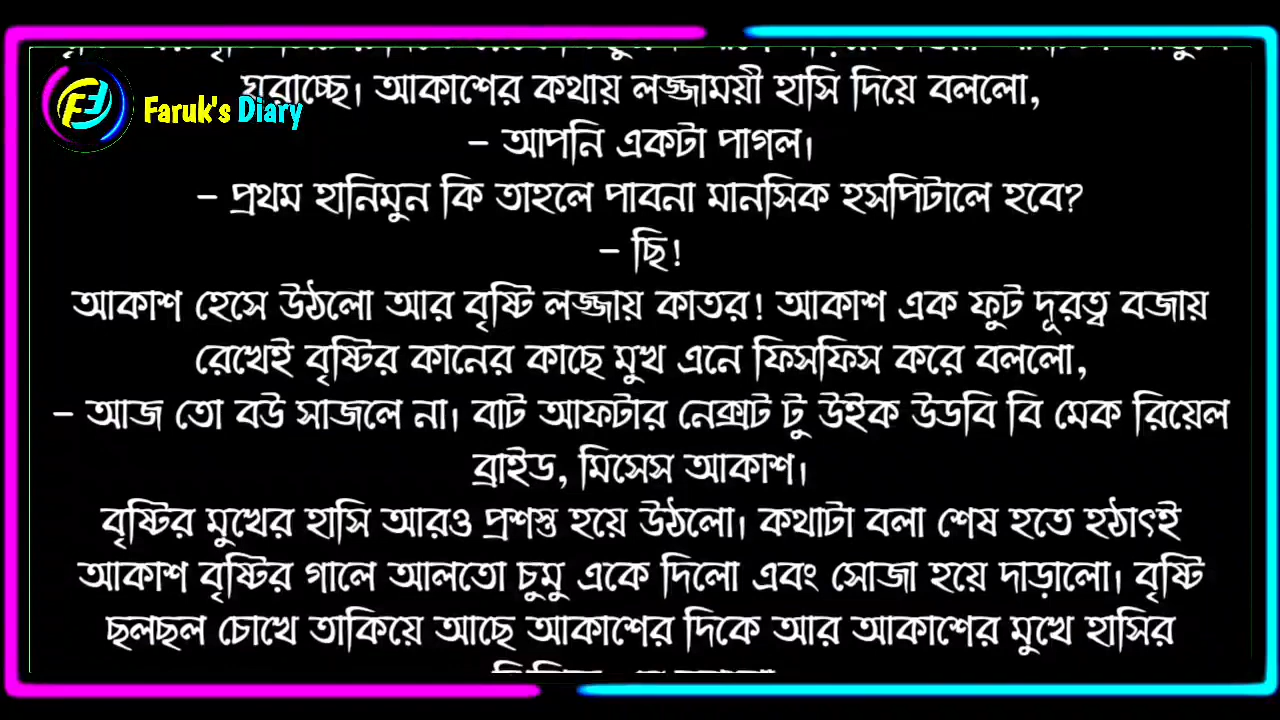 ঘুরাচ্ছে। আকাশের কথায় লজ্জাময়ী হাসি দিয়ে বললো,
Faruk's Diary
– আপনি একটা পাগল।
– প্রথম হানিমুন কি তাহলে পাবনা মানসিক হসপিটালে হবে?
– ছি!
আকাশ হেসে উঠলো আর বৃষ্টি লজ্জায় কাতর! আকাশ এক ফুট দূরত্ব বজায়
রেখেই বৃষ্টির কানের কাছে মুখ এনে ফিসফিস করে বললো,
– আজ তো বউ সাজলে না। বাট আফটার নেক্সট টু উইক উডবি বি মেক রিয়েল
ব্রাইড, মিসেস আকাশ।
বৃষ্টির মুখের হাসি আরও প্রশস্ত হয়ে উঠলো। কথাটা বলা শেষ হতে হঠাৎই
আকাশ বৃষ্টির গালে আলতো চুমু একে দিলো এবং সোজা হয়ে দাড়ালো। বৃষ্টি
ছলছল চোখে তাকিয়ে আছে আকাশের দিকে আর আকাশের মুখে হাসির